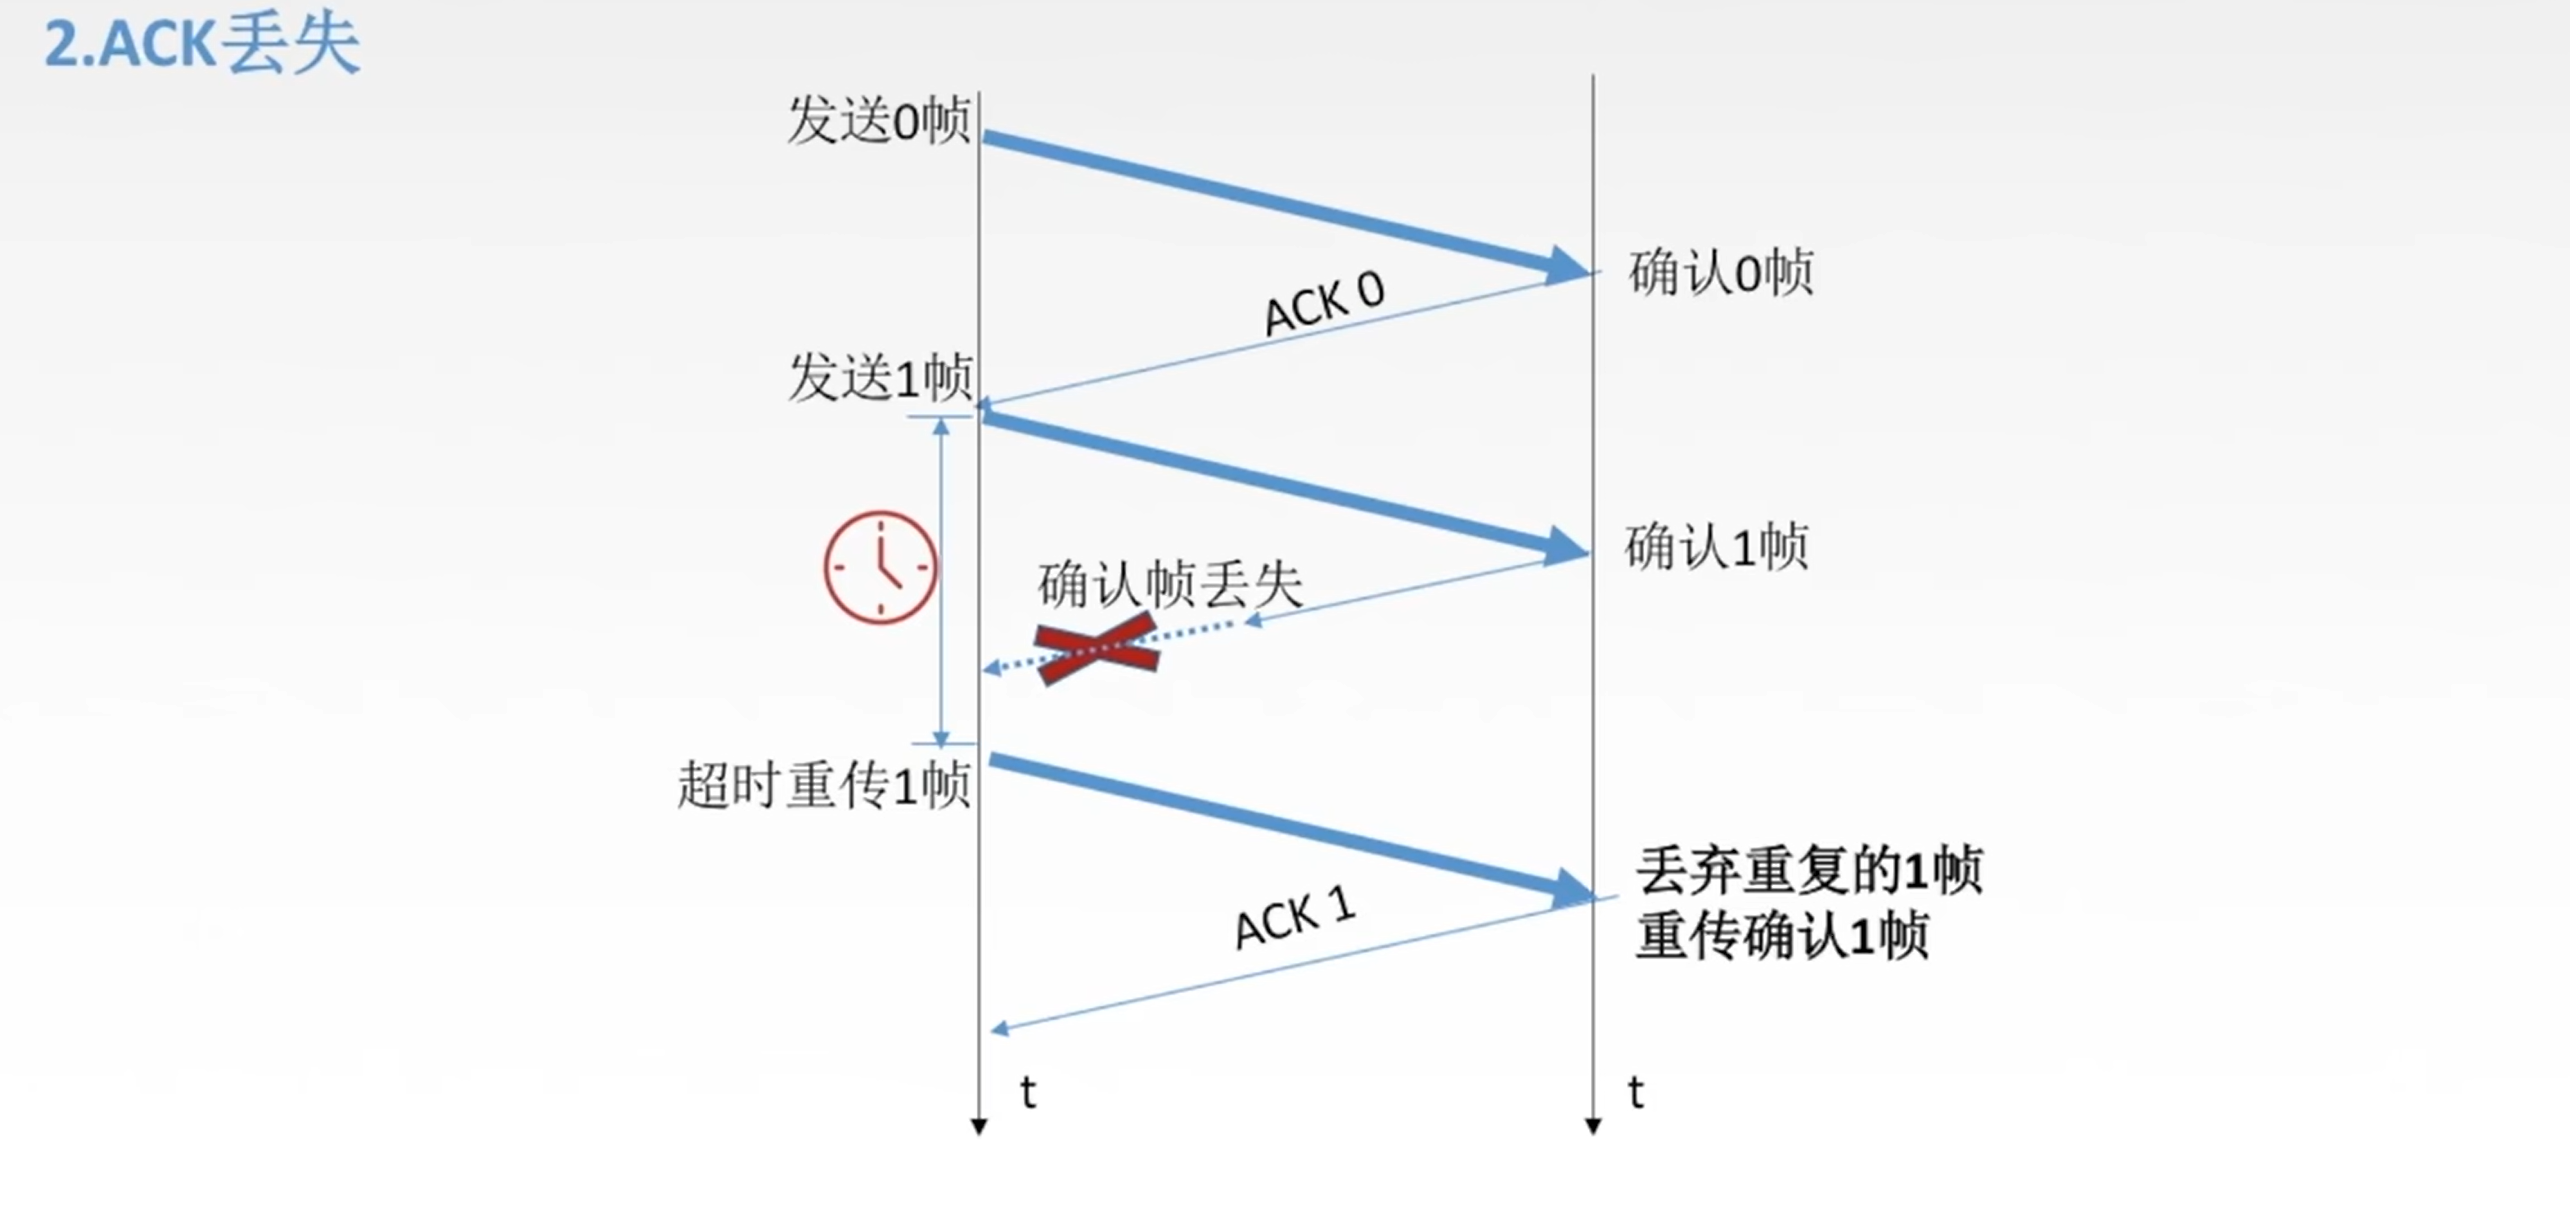 2.ACK丢失
发送0帧
确认0帧
ACK 0
发送1帧
确认1帧
确认帧丢失
超时重传1帧
丢弃重复的1帧
重传确认1帧
ACK 1
t
t